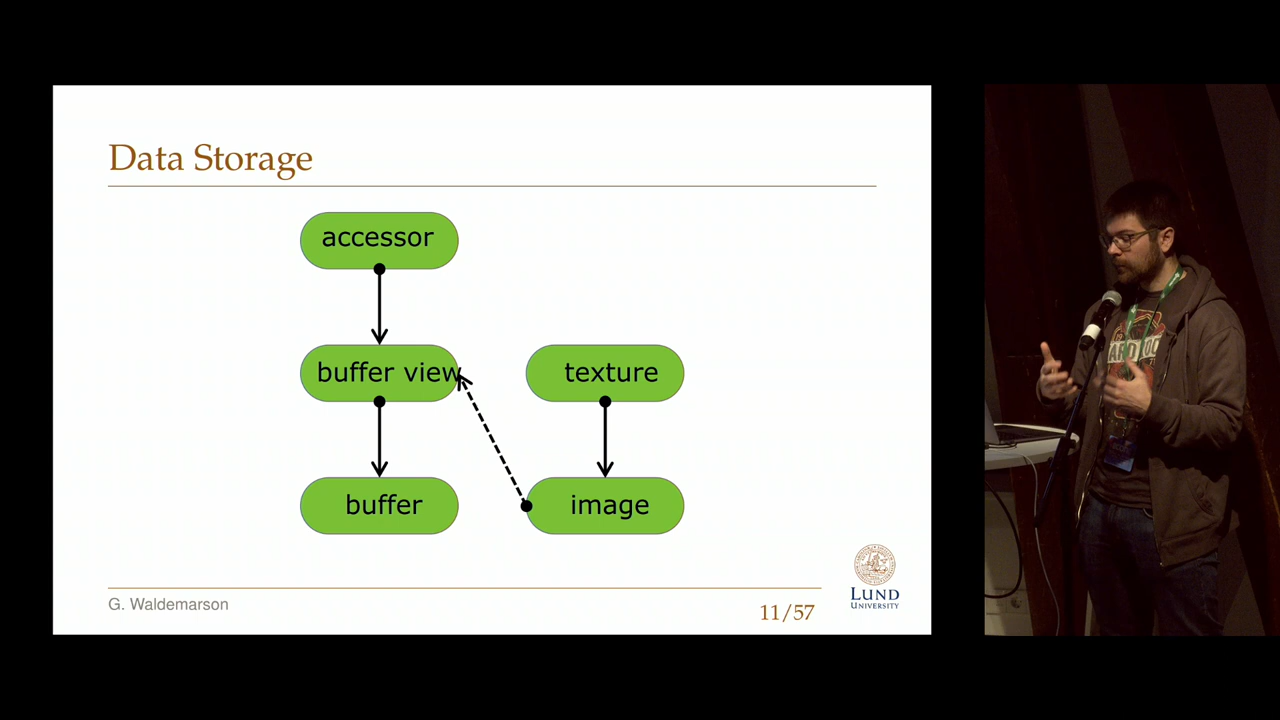 Data Storage
accessor
buffer view
texture
buffer
image
G. Waldemarson
11/57
LUND
UNIVERSITY